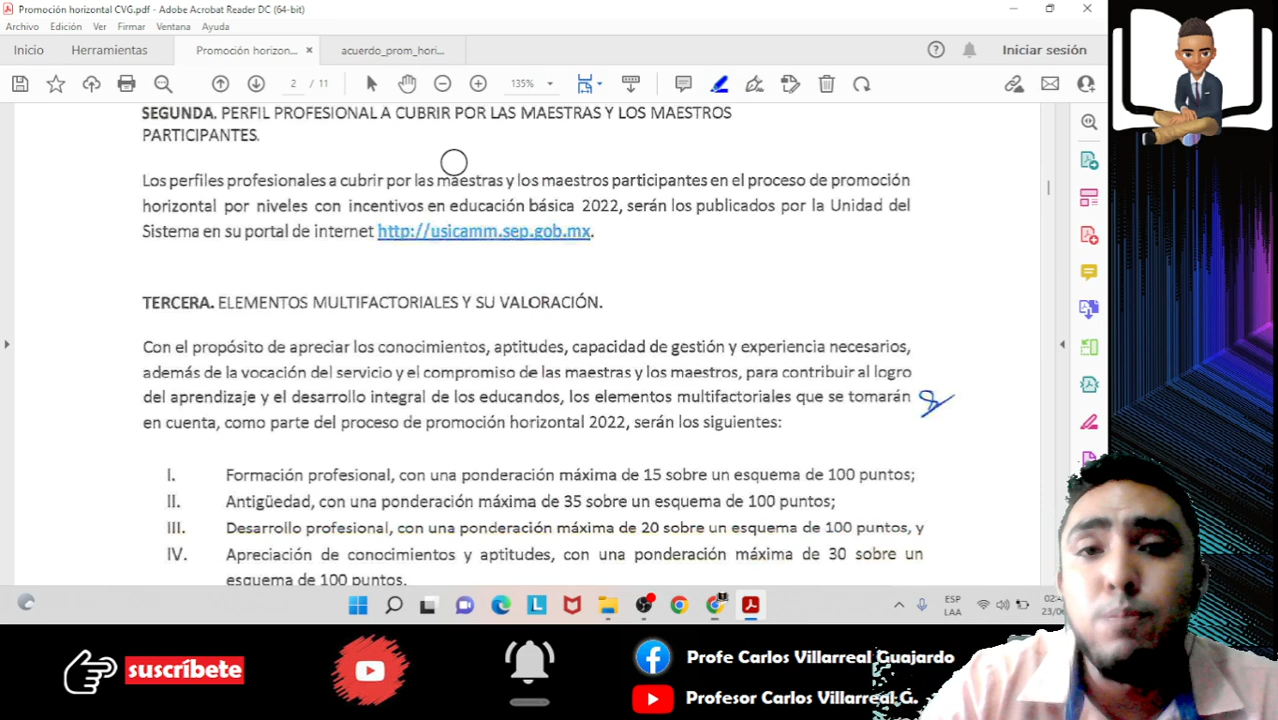 Promoción horizontal CVG.pdf - Adobe Acrobat Reader DC (64-bit)
Archivo Edición Ver Firmar Ventana Ayuda
Inicio Herramientas Promoción horizon... × acuerdo_prom_hori... Iniciar sesión
2 / 11 135%
SEGUNDA. PERFIL PROFESIONAL A CUBRIR POR LAS MAESTRAS Y LOS MAESTROS
PARTICIPANTES.
Los perfiles profesionales a cubrir por las maestras y los maestros participantes en el proceso de promoción
horizontal por niveles con incentivos en educación básica 2022, serán los publicados por la Unidad del
Sistema en su portal de internet http://usicamm.sep.gob.mx.
TERCERA. ELEMENTOS MULTIFACTORIALES Y SU VALORACIÓN.
Con el propósito de apreciar los conocimientos, aptitudes, capacidad de gestión y experiencia necesarios,
además de la vocación del servicio y el compromiso de las maestras y los maestros, para contribuir al logro
del aprendizaje y el desarrollo integral de los educandos, los elementos multifactoriales que se tomarán
en cuenta, como parte del proceso de promoción horizontal 2022, serán los siguientes:
I. Formación profesional, con una ponderación máxima de 15 sobre un esquema de 100 puntos;
II. Antigüedad, con una ponderación máxima de 35 sobre un esquema de 100 puntos;
III. Desarrollo profesional, con una ponderación máxima de 20 sobre un esquema de 100 puntos, y
IV. Apreciación de conocimientos y aptitudes, con una ponderación máxima de 30 sobre un
esquema de 100 puntos.
ESP
LAA
suscríbete
Profe Carlos Villarreal Guajardo
Profesor Carlos Villarreal G.